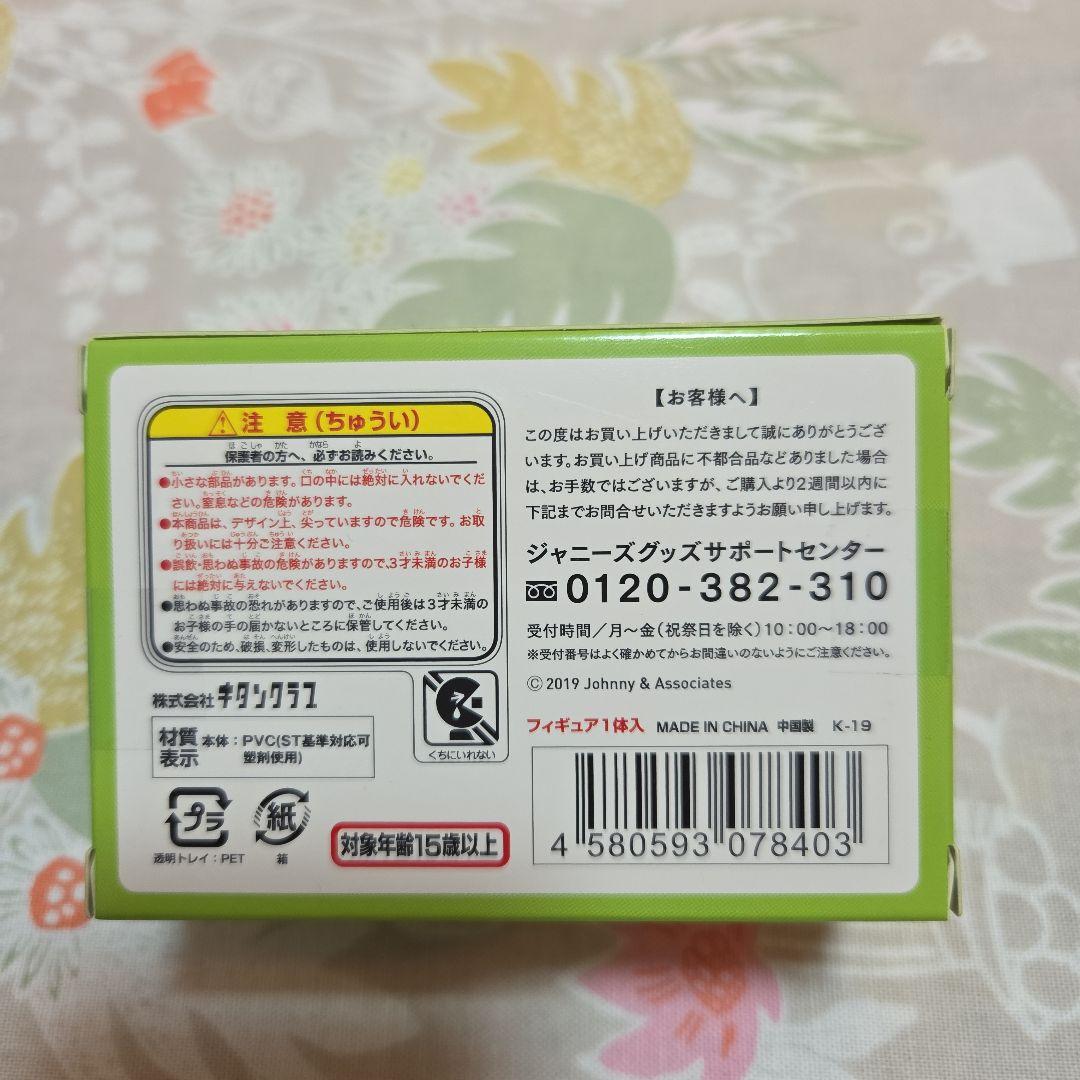 注 意(ちゅうい)
保護者の方へ、必ずお読みください。
●小さな部品があります。口の中には絶対に入れないでく
ださい。窒息などの危険があります。
●本商品は、デザイン上、尖っていますので危険です。お取
り扱いには十分ご注意ください。
●誤飲・思わぬ事故の危険がありますので、3才未満のお子様
には絶対に与えないでください。
●思わぬ事故の恐れがありますので、ご使用後は3才未満の
お子様の手の届かないところに保管してください。
●安全のため、破損、変形したものは、使用しないでください。
株式会社キタンクラブ
くちにいれない
材質
表示
本体:PVC(ST基準対応可
塑剤使用)
プラ
透明トレイ:PET
紙
箱
対象年齢15歳以上
【お客様へ】
この度はお買い上げいただきまして誠にありがとうござ
います。お買い上げ商品に不都合品などありました場合
は、お手数ではございますが、ご購入より2週間以内に
下記までお問合せいただきますようお願い申し上げます。
ジャニーズグッズサポートセンター
0120-382-310
受付時間/月〜金(祝祭日を除く)10:00〜18:00
※受付番号はよく確かめてからお間違いのないようにご注意ください。
© 2019 Johnny & Associates
フィギュア1体入 MADE IN CHINA 中国製 K-19
4 580593 078403